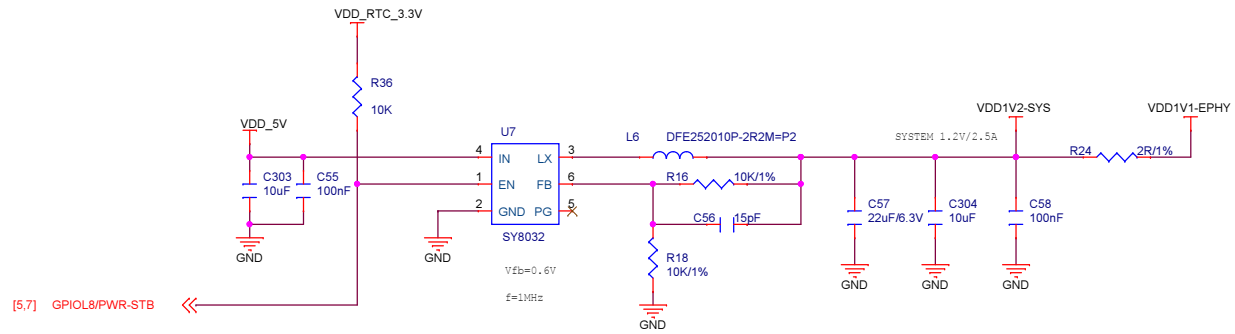 VDD_RTC_3.3V
R36
10K
VDD_5V
C303
10uF
C55
100nF
GND
U7
4
IN
LX
3
1
EN
FB
6
2
GND
PG
5
SY8032
GND
Vfb=0.6V
f=1MHz
L6
DFE252010P-2R2M=P2
R16
10K/1%
C56
15pF
R18
10K/1%
GND
SYSTEM 1.2V/2.5A
VDD1V2-SYS
VDD1V1-EPHY
R24
2R/1%
C57
22uF/6.3V
GND
C304
10uF
GND
C58
100nF
GND
[5,7] GPIOL8/PWR-STB